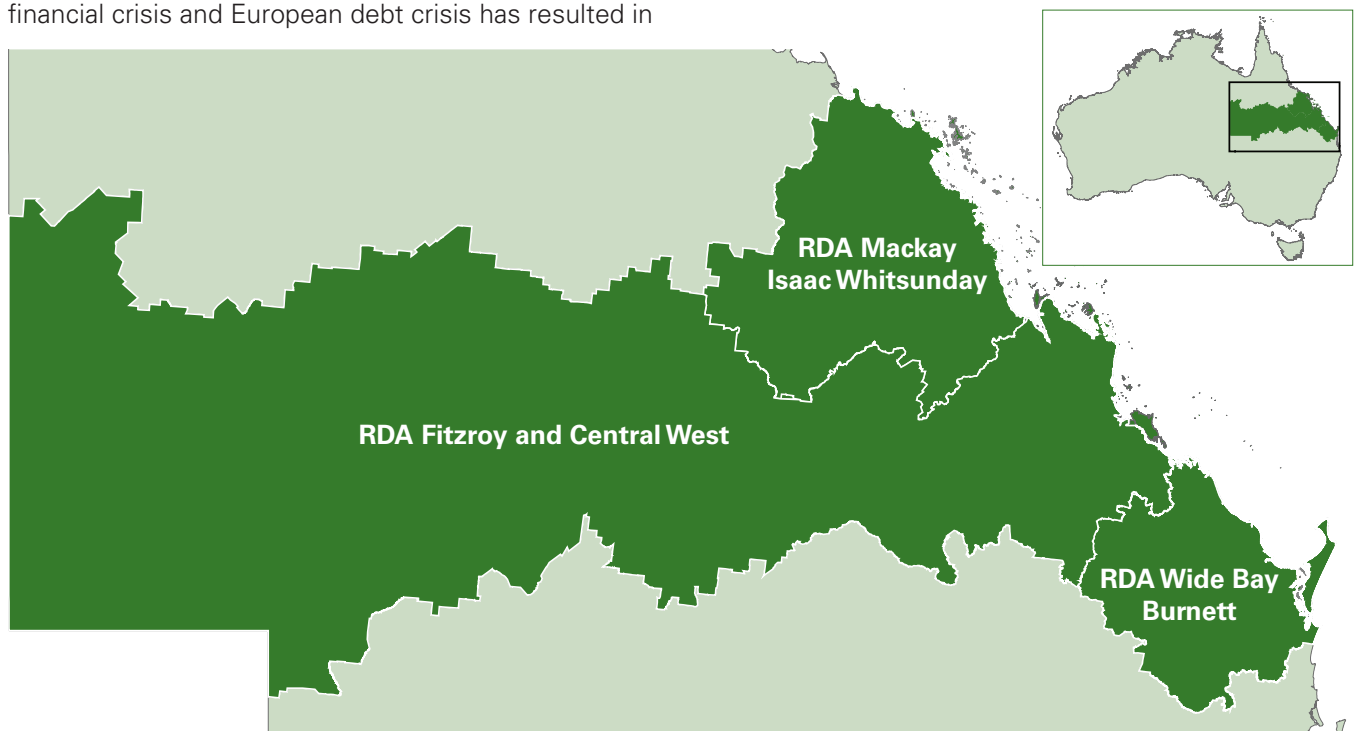 financial crisis and European debt crisis has resulted in
RDA Mackay
Isaac Whitsunday
RDA Fitzroy and Central West
RDA Wide Bay
Burnett